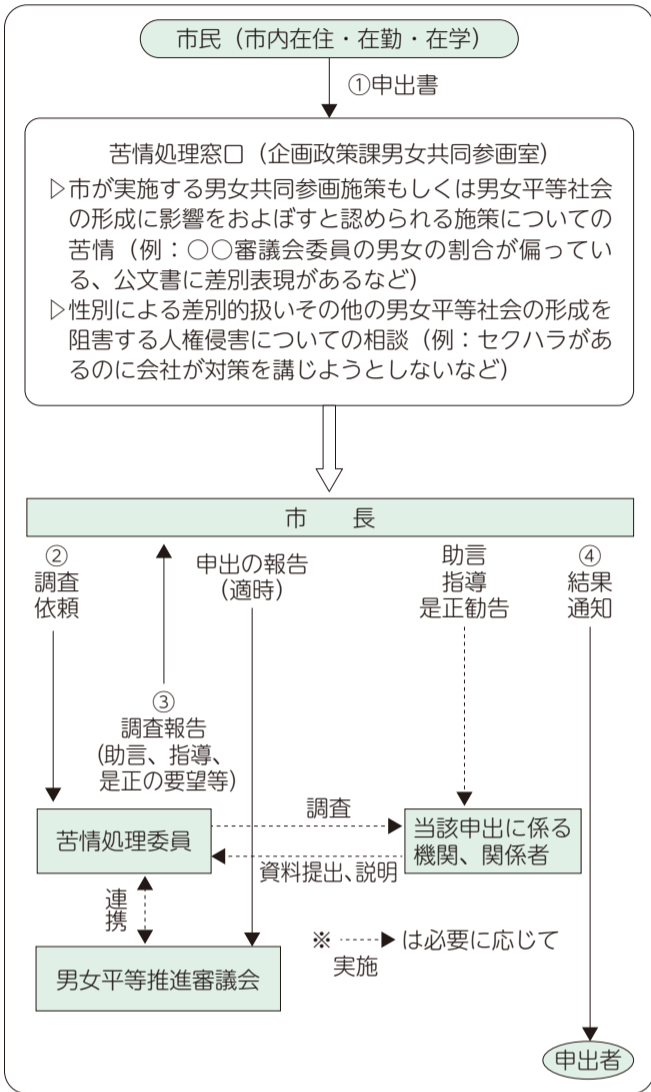 市民（市内在住・在勤・在学）
①申出書
苦情処理窓口（企画政策課男女共同参画室）
▷市が実施する男女共同参画施策もしくは男女平等社会
の形成に影響をおよぼすと認められる施策についての
苦情（例：○○審議会委員の男女の割合が偏ってい
る、公文書に差別表現があるなど）
▷性別による差別的扱いその他の男女平等社会の形成を
阻害する人権侵害についての相談（例：セクハラがあ
るのに会社が対策を講じようとしないなど）
市　長
②
調査
依頼
③
調査報告
(助言、指導、
是正の要望等)
申出の報告
(適時)
助言
指導
是正勧告
④
結果
通知
苦情処理委員
調査
資料提出、説明
当該申出に係る
機関、関係者
連
携
男女平等推進審議会
※ は必要に応じて
実施
申出者